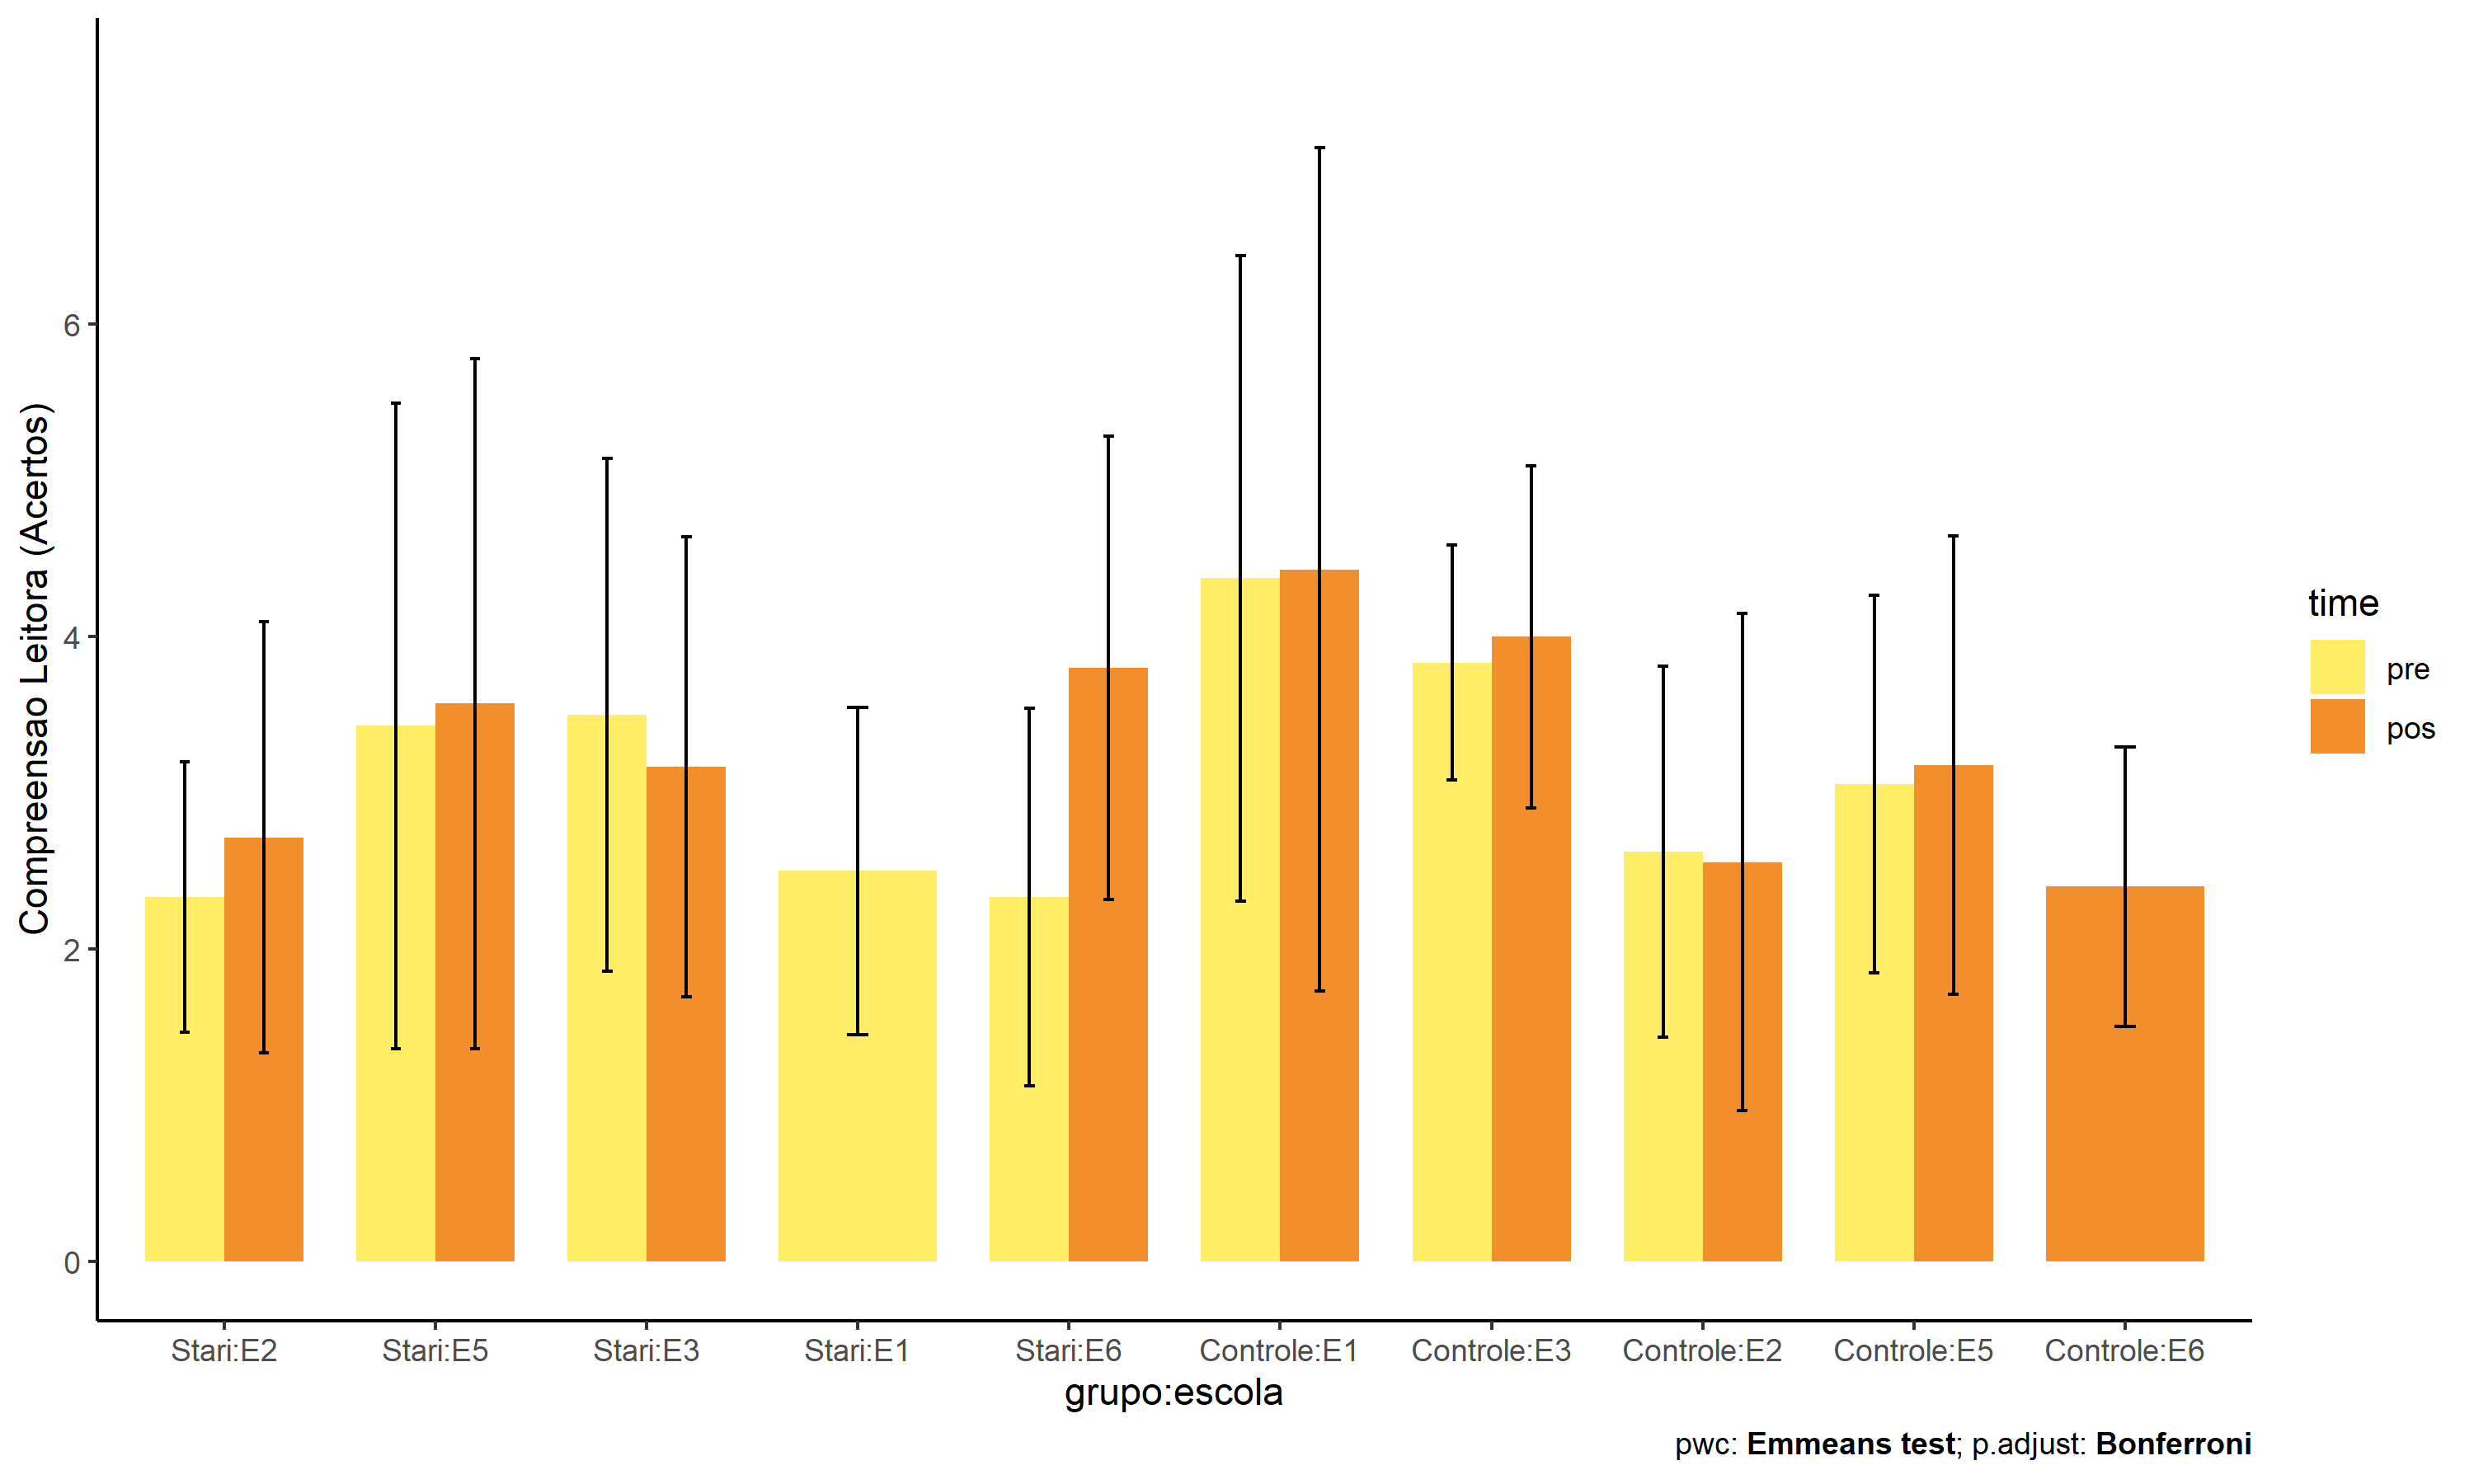 Compreensao Leitora (Acertos)
6
4
2
0
Stari:E2 Stari:E5 Stari:E3 Stari:E1 Stari:E6 Controle:E1 Controle:E3 Controle:E2 Controle:E5 Controle:E6
grupo:escola
time
pre
pos
pwc: Emmeans test; p.adjust: Bonferroni